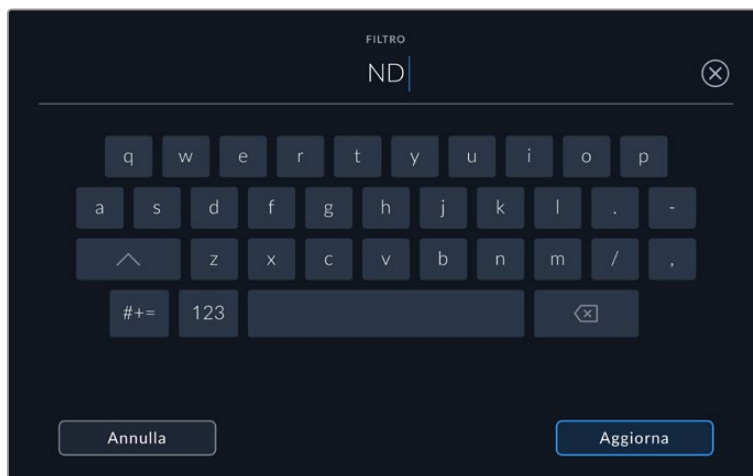 FILTRO
ND
q w e r t y u i o p
a s d f g h j k l . -
z x c v b n m / ,
#+= 123
Annulla Aggiorna